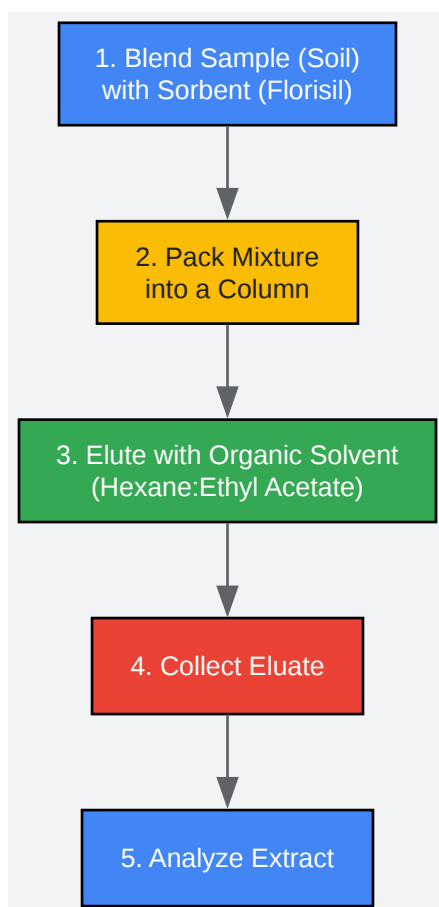 1. Blend Sample (Soil)
with Sorbent (Florisil)
2. Pack Mixture
into a Column
3. Elute with Organic Solvent
(Hexane:Ethyl Acetate)
4. Collect Eluate
5. Analyze Extract